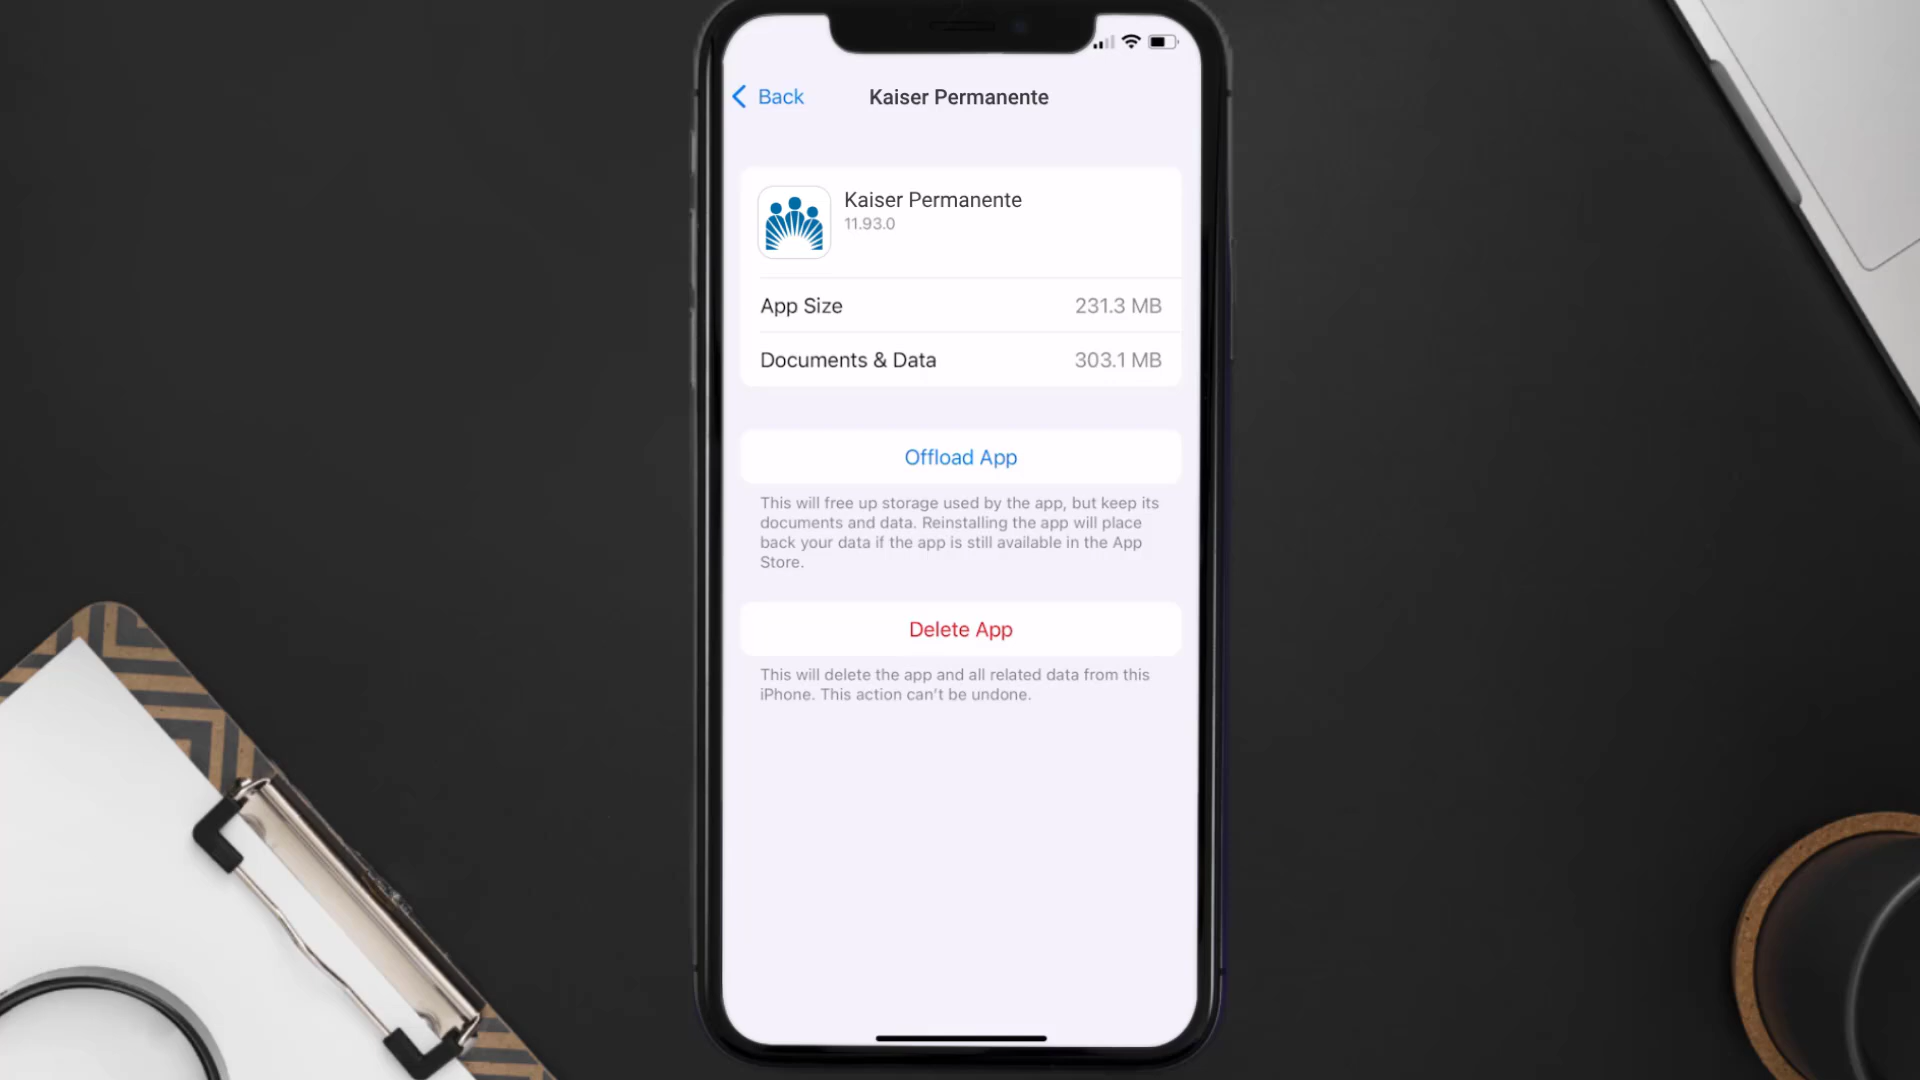 Back
Kaiser Permanente
Kaiser Permanente
11.93.0
App Size
231.3 MB
Documents & Data
303.1 MB
Offload App
This will free up storage used by the app, but keep its
documents and data. Reinstalling the app will place
back your data if the app is still available in the App
Store.
Delete App
This will delete the app and all related data from this
iPhone. This action can't be undone.